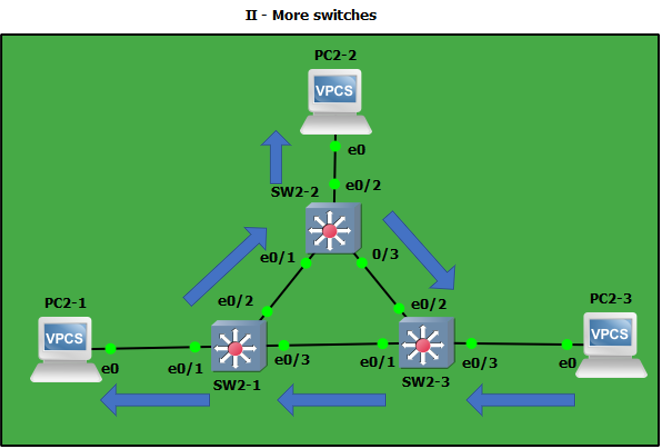 II - More switches
PC2-2
VPCS
e0
e0/2
SW2-2
e0/1
0/3
e0/2
e0/2
PC2-1
PC2-3
VPCS
VPCS
e0
e0/1
e0/3
e0/1
e0/3
e0
SW2-1
SW2-3